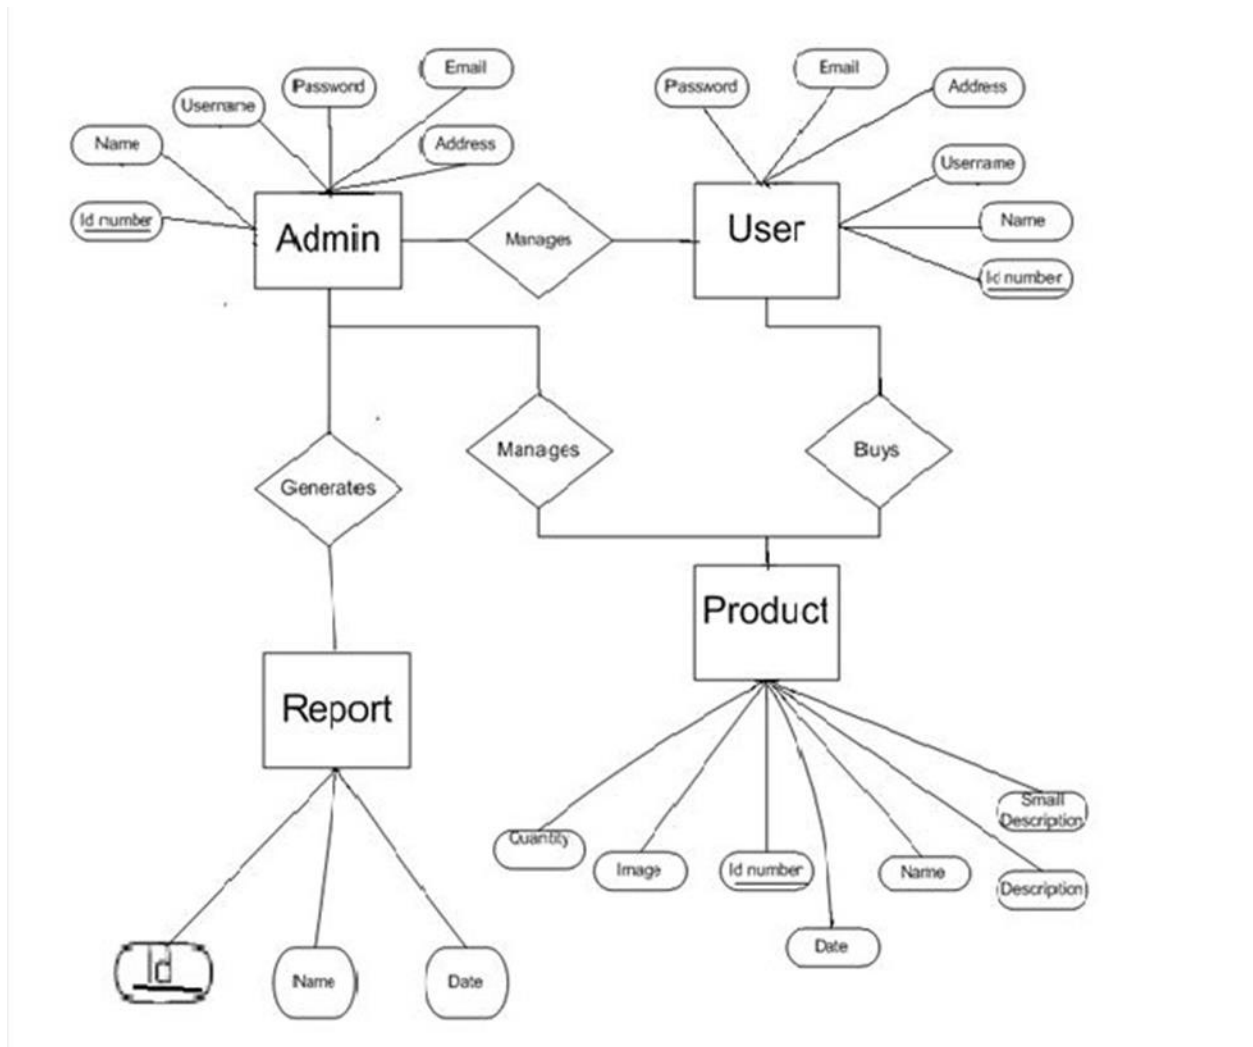 Email
Email
Password
Password
Address
Username
Name
Address
Username
Id number
Name
Admin
Manages
User
Id number
Manages
Buys
Generates
Product
Report
Small
Description
Quantity
Image
Id number
Name
Description
Date
Id
Name
Date